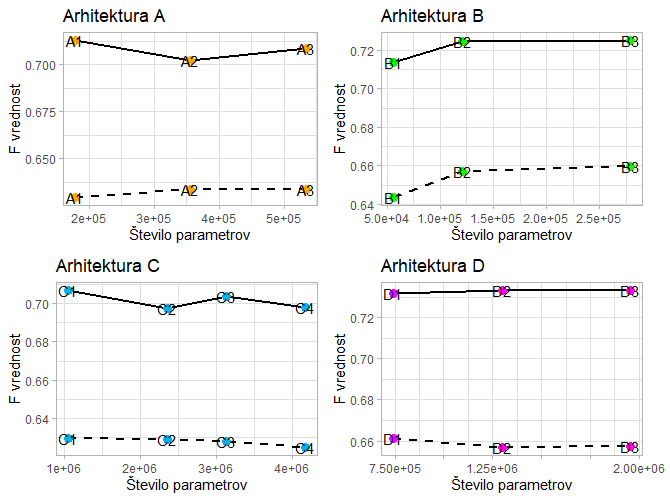 Arhitektura A
F vrednost
0.700
0.675
0.650
A1
A2
A3
A1
A2
A3
2e+05
3e+05
4e+05
5e+05
Število parametrov
Arhitektura B
F vrednost
0.72
0.70
0.68
0.66
0.64
B1
B2
B3
B1
B2
B3
5.0e+04
1.0e+05
1.5e+05
2.0e+05
2.5e+05
Število parametrov
Arhitektura C
F vrednost
0.70
0.68
0.66
0.64
C1
C2
C3
C4
C1
C2
C3
C4
1e+06
2e+06
3e+06
4e+06
Število parametrov
Arhitektura D
F vrednost
0.72
0.70
0.68
0.66
D1
D2
D3
D1
D2
D3
7.50e+05
1.25e+06
2.00e+06
Število parametrov